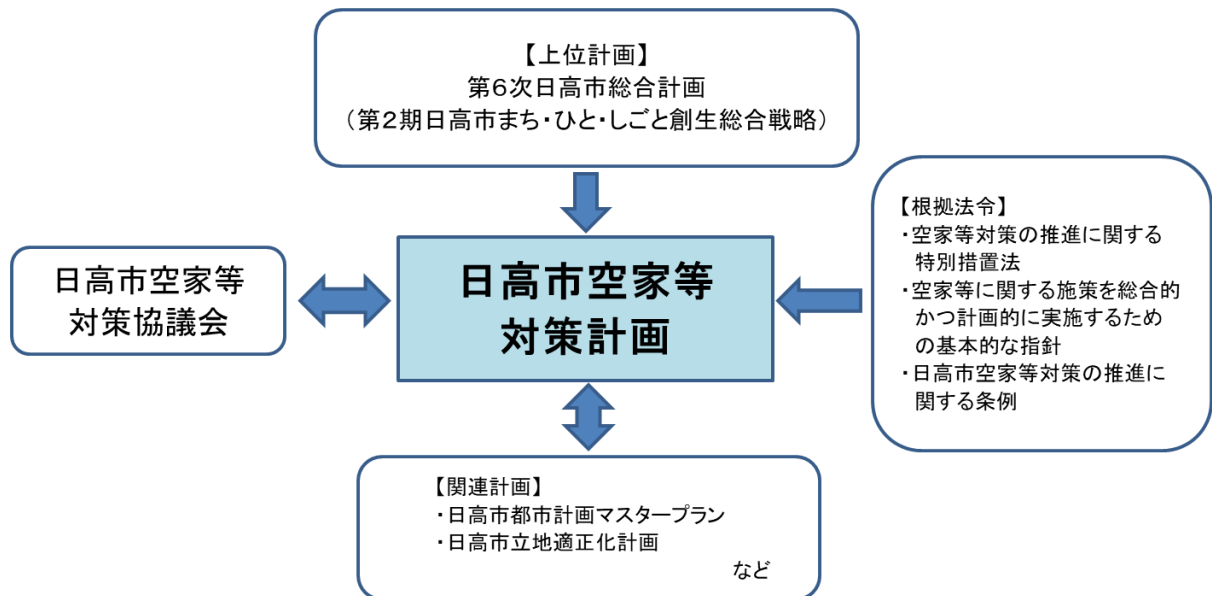 【上位計画】
第6次日高市総合計画
（第2期日高市まち・ひと・しごと創生総合戦略）
日高市空家等
対策協議会
日高市空家等
対策計画
【根拠法令】
・空家等対策の推進に関する
特別措置法
・空家等に関する施策を総合的
かつ計画的に実施するため
の基本的な指針
・日高市空家等対策の推進に
関する条例
【関連計画】
・日高市都市計画マスタープラン
・日高市立地適正化計画
など